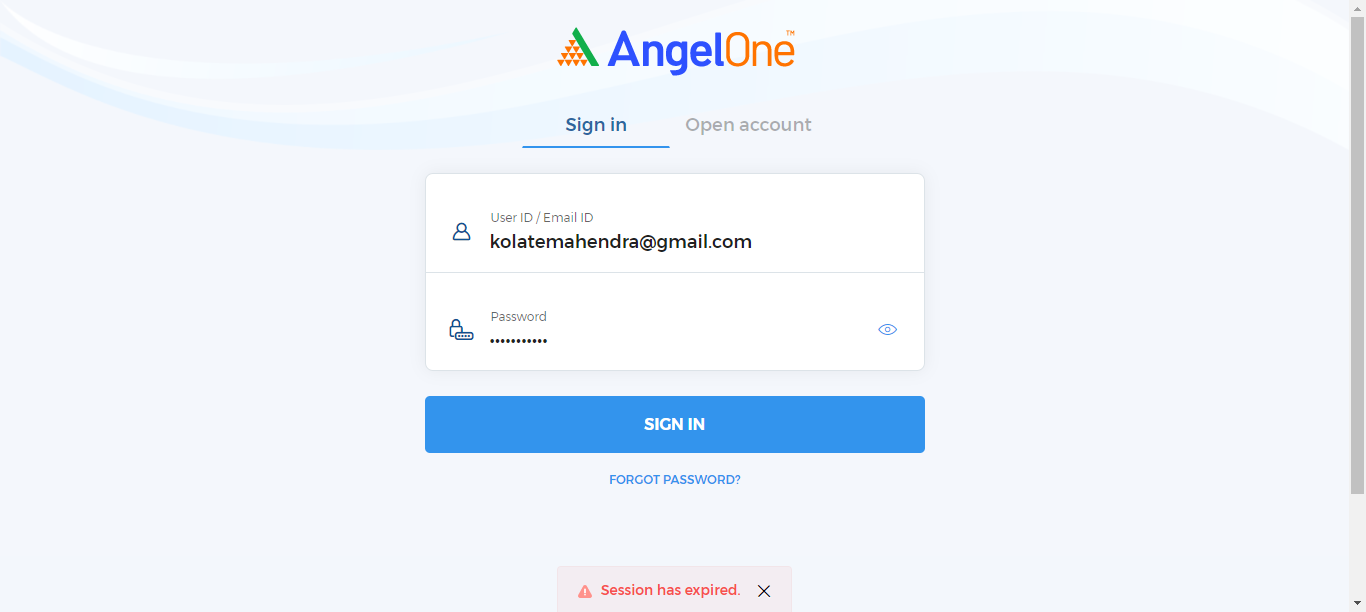 AngelOne™
Sign in
Open account
User ID / Email ID
kolatemahendra@gmail.com
Password
•••••••••••
SIGN IN
FORGOT PASSWORD?
Session has expired.